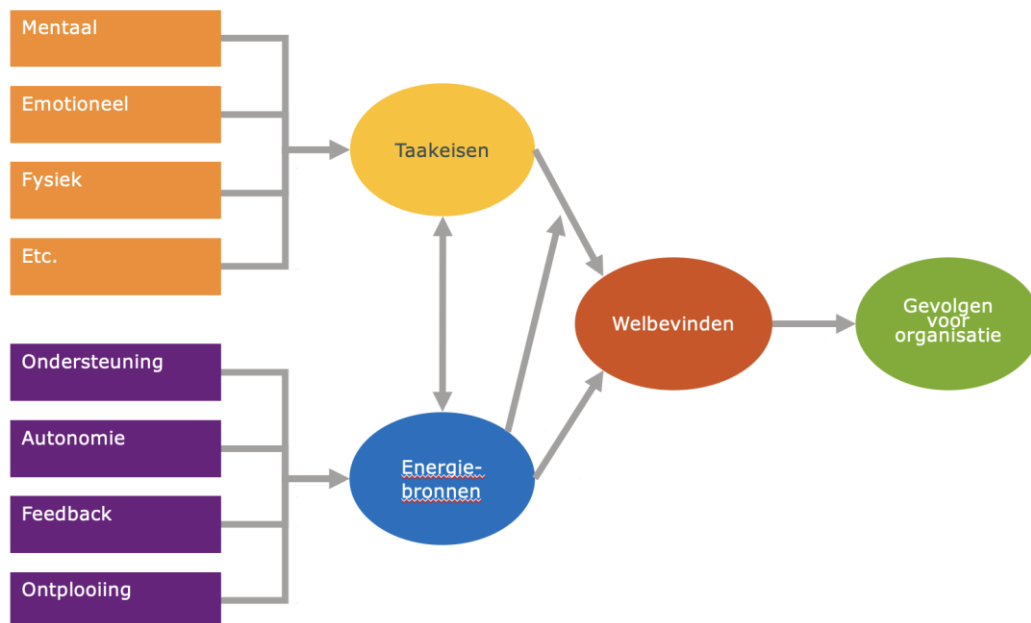 Mentaal
Emotioneel
Fysiek
Etc.
Taakeisen
Ondersteuning
Autonomie
Feedback
Ontplooiing
Energie-
bronnen
Welbevinden
Gevolgen
voor
organisatie